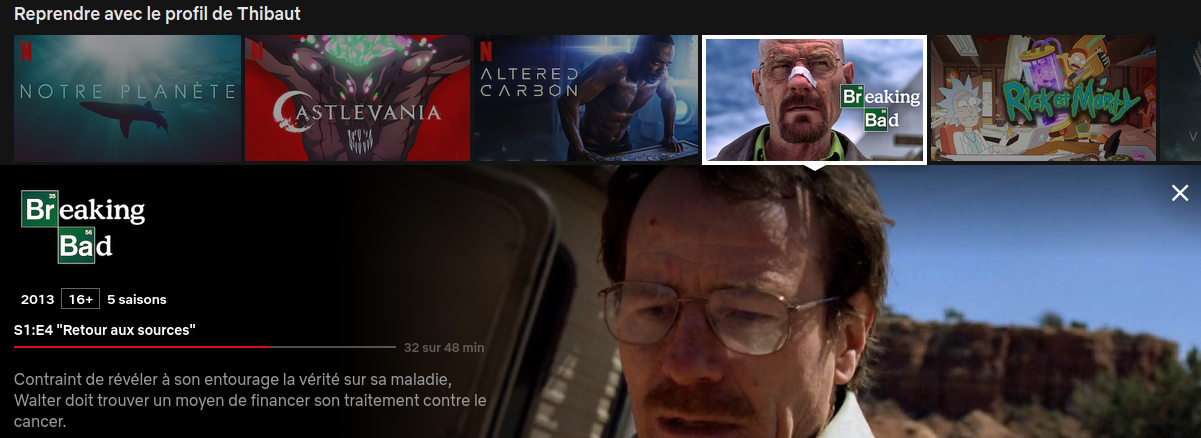 Reprendre avec le profil de Thibaut
N
NOTRE PLANÈTE
N
CASTLEVANIA
N
ALTERED
CARBON
Breaking
Bad
Rick et Morty
35
Breaking
56
Bad
2013 16+ 5 saisons
S1:E4 "Retour aux sources"
32 sur 48 min
Contraint de révéler à son entourage la vérité sur sa maladie,
Walter doit trouver un moyen de financer son traitement contre le
cancer.